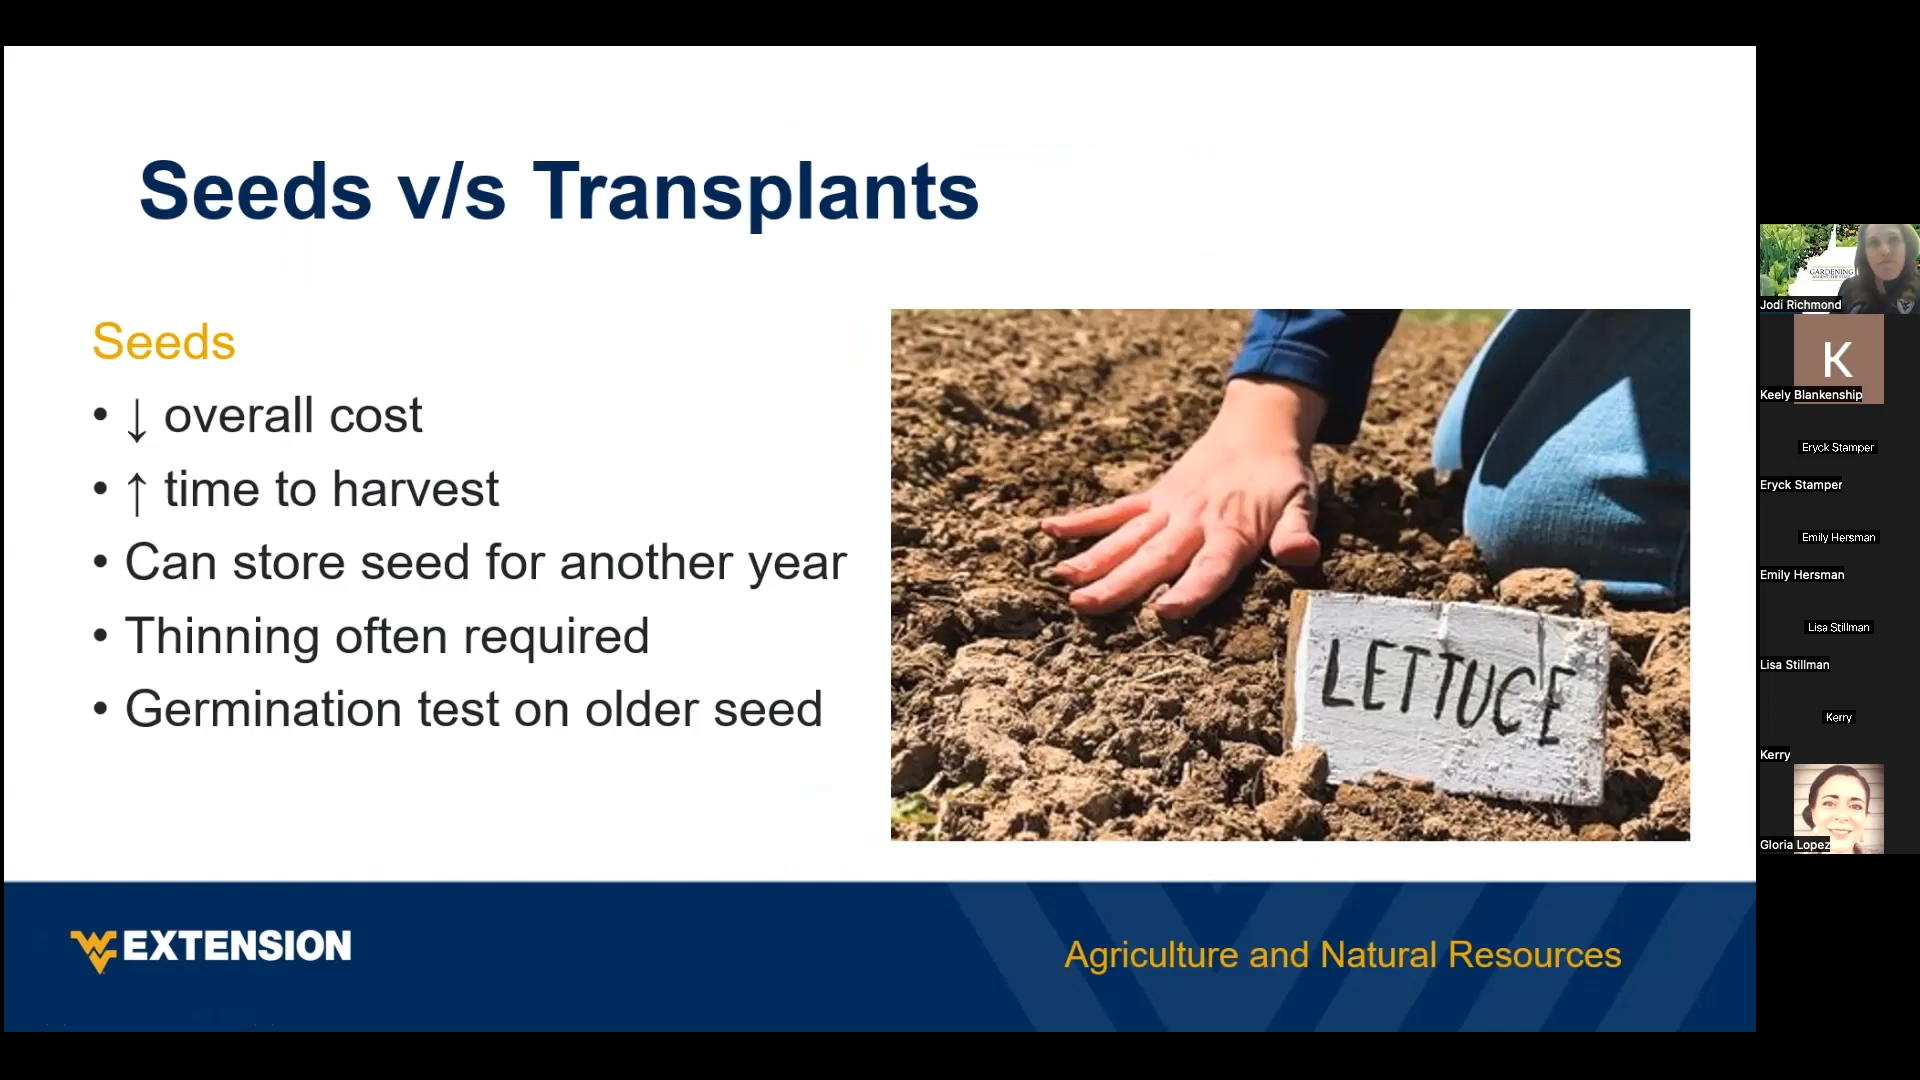 Seeds v/s Transplants
Seeds
• ↓ overall cost
• ↑ time to harvest
• Can store seed for another year
• Thinning often required
• Germination test on older seed
LETTUCE
WV EXTENSION
Agriculture and Natural Resources
GARDENING
Jodi Richmond
K
Keely Blankenship
Eryck Stamper
Eryck Stamper
Emily Hersman
Emily Hersman
Lisa Stillman
Lisa Stillman
Kerry
Kerry
Gloria Lopez